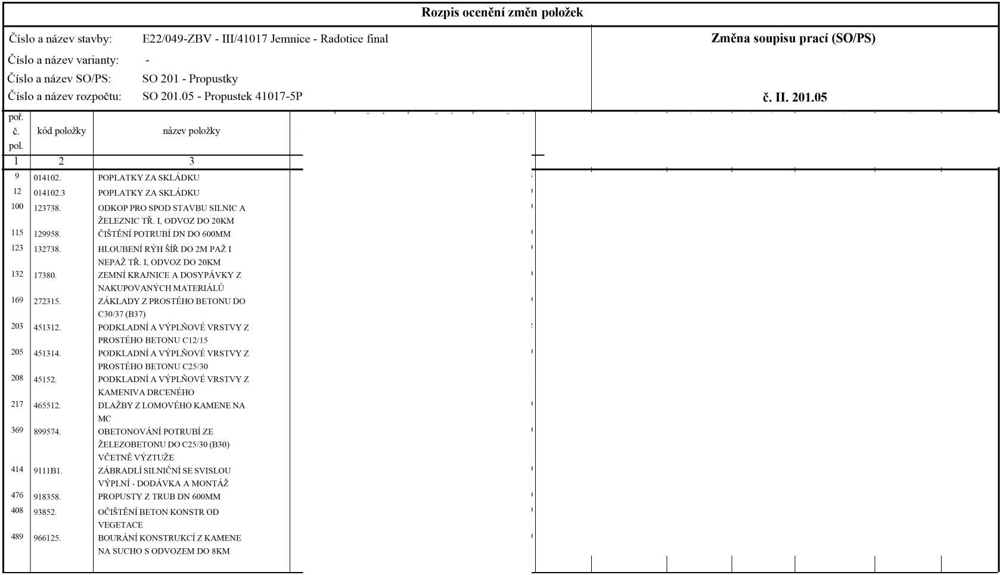 Rozpis ocenění změn položek
Číslo a název stavby: E22/049-ZBV - III/41017 Jemnice - Radotice final
Změna soupisu prací (SO/PS)
Číslo a název varianty: -
Číslo a název SO/PS: SO 201 - Propustky
Číslo a název rozpočtu: SO 201.05 - Propustek 41017-5P
č. II. 201.05
poř.
č.
pol.
kód položky
název položky
1 2 3
9 014102. POPLATKY ZA SKLÁDKU
12 014102.3 POPLATKY ZA SKLÁDKU
100 123738. ODKOP PRO SPOD STAVBU SILNIC A
ŽELEZNIC TŘ. I, ODVOZ DO 20KM
115 129958. ČIŠTĚNÍ POTRUBÍ DN DO 600MM
123 132738. HLOUBENÍ RÝH ŠÍŘ DO 2M PAŽ I
NEPAŽ TŘ. I, ODVOZ DO 20KM
132 17380. ZEMNÍ KRAJNICE A DOSYPÁVKY Z
NAKUPOVANÝCH MATERIÁLŮ
169 272315. ZÁKLADY Z PROSTÉHO BETONU DO
C30/37 (B37)
203 451312. PODKLADNÍ A VÝPLŇOVÉ VRSTVY Z
PROSTÉHO BETONU C12/15
205 451314. PODKLADNÍ A VÝPLŇOVÉ VRSTVY Z
PROSTÉHO BETONU C25/30
208 45152. PODKLADNÍ A VÝPLŇOVÉ VRSTVY Z
KAMENIVA DRCENÉHO
217 465512. DLAŽBY Z LOMOVÉHO KAMENE NA
MC
369 899574. OBETONOVÁNÍ POTRUBÍ ZE
ŽELEZOBETONU DO C25/30 (B30)
VČETNĚ VÝZTUŽE
414 9111B1. ZÁBRADLÍ SILNIČNÍ SE SVISLOU
VÝPLNÍ - DODÁVKA A MONTÁŽ
476 918358. PROPUSTY Z TRUB DN 600MM
408 93852. OČIŠTĚNÍ BETON KONSTR OD
VEGETACE
489 966125. BOURÁNÍ KONSTRUKCÍ Z KAMENE
NA SUCHO S ODVOZEM DO 8KM